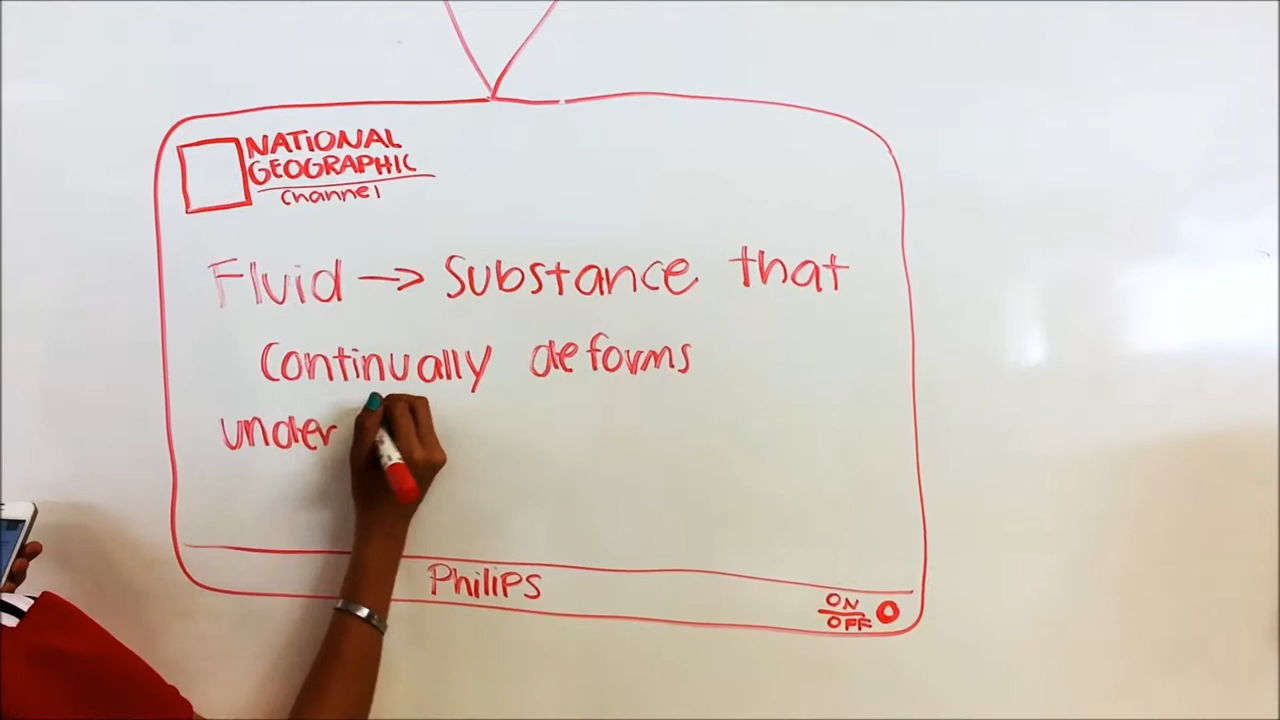 NATIONAL
GEOGRAPHIC
Channel
Fluid → Substance that
Continually deforms
under
Philips
ON
OFF